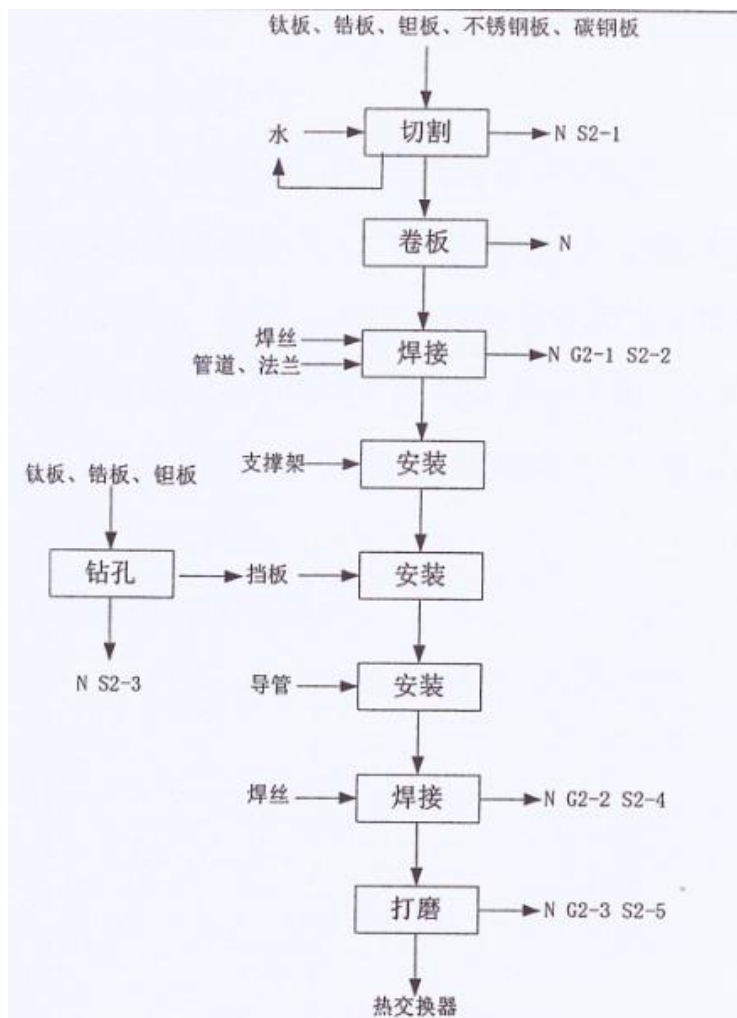 钛板、锆板、钽板、不锈钢板、碳钢板
水
切割
N S2-1
卷板
N
焊丝
管道、法兰
焊接
N G2-1 S2-2
支撑架
安装
钛板、锆板、钽板
钻孔
挡板
安装
N S2-3
导管
安装
焊丝
焊接
N G2-2 S2-4
打磨
N G2-3 S2-5
热交换器